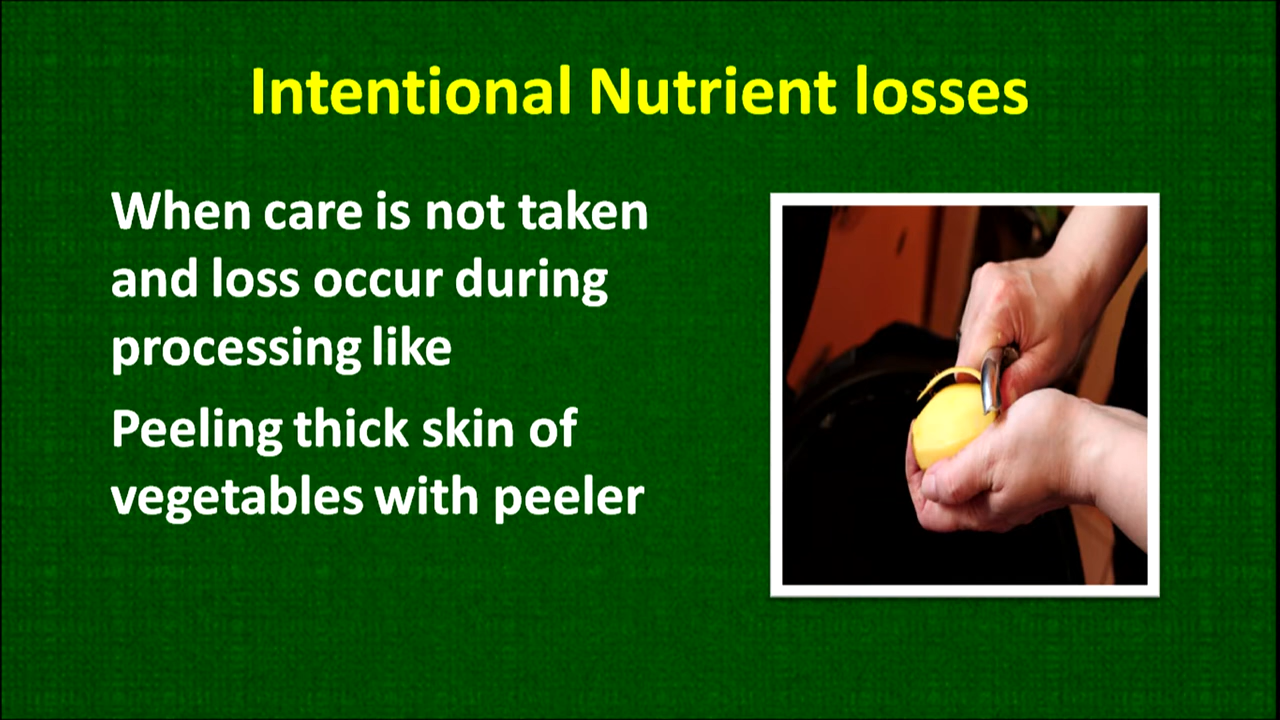 Intentional Nutrient losses
When care is not taken
and loss occur during
processing like
Peeling thick skin of
vegetables with peeler